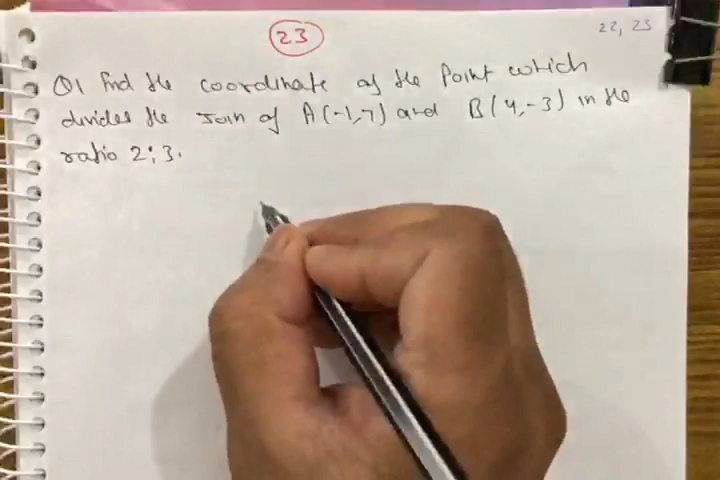 23
22, 23
Q1 Find the coordinate of the Point which
divides the Join of A(-1,7) and B(4,-3) in the
ratio 2:3.